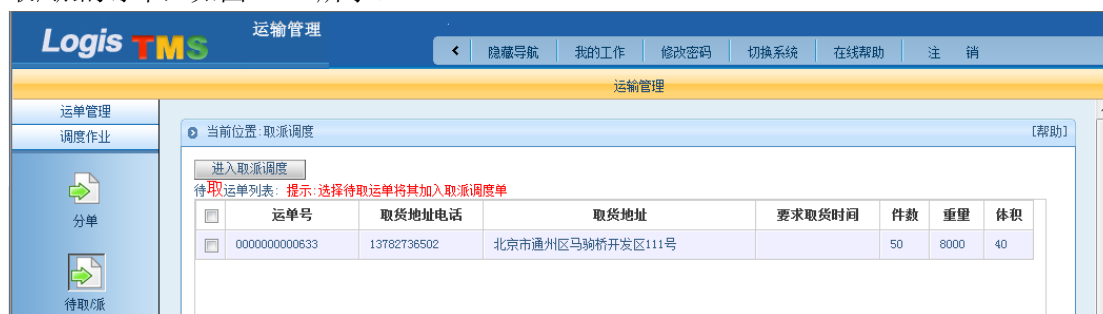 Logis TMS
运输管理
隐藏导航 我的工作 修改密码 切换系统 在线帮助 注 销
运输管理
运单管理
调度作业
分单
待取/派
当前位置:取派调度 [帮助]
进入取派调度
待取运单列表: 提示:选择待取运单将其加入取派调度单
运单号 取货地址电话 取货地址 要求取货时间 件数 重里 体积
0000000000633 13782736502 北京市通州区马驹桥开发区111号 50 8000 40